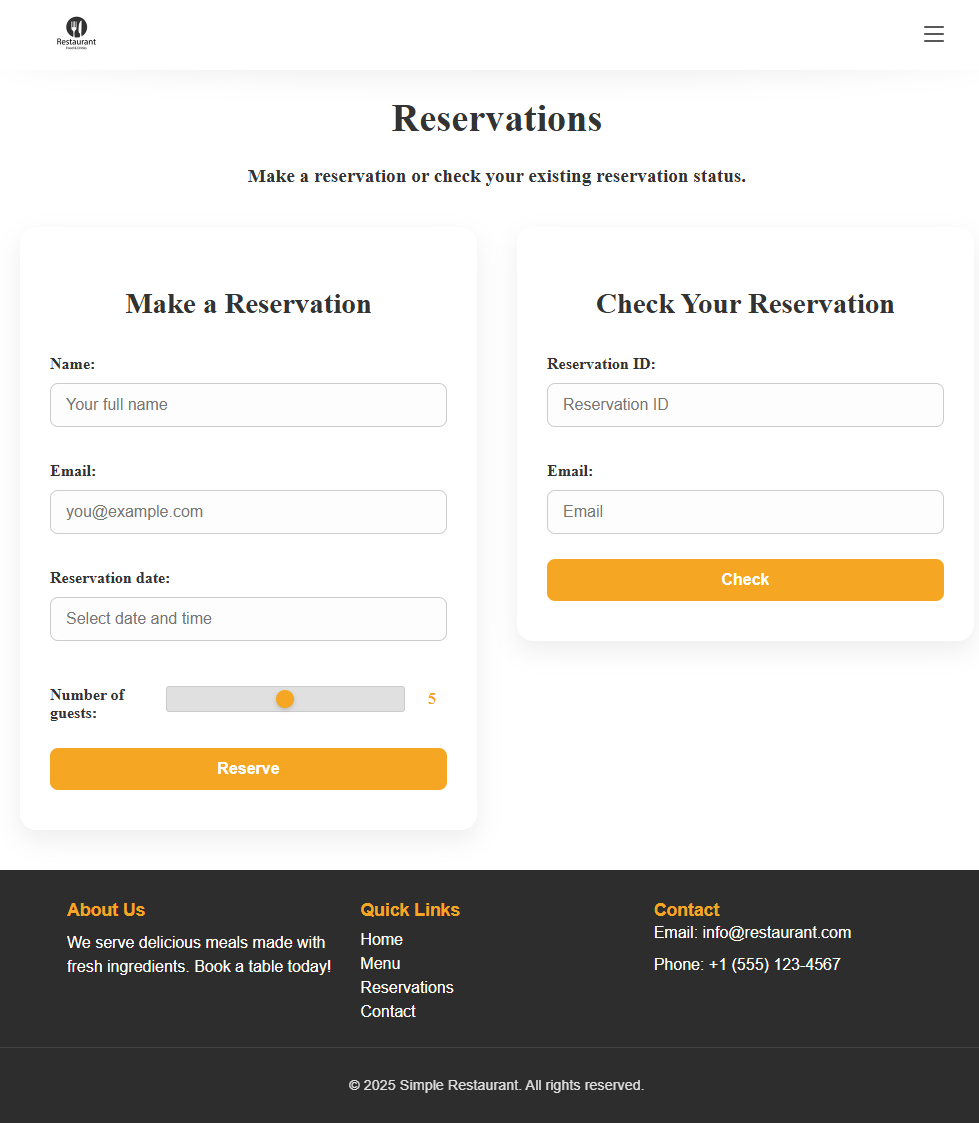 Restaurant
Food & Drinks
Reservations
Make a reservation or check your existing reservation status.
Make a Reservation
Name:
Your full name
Email:
you@example.com
Reservation date:
Select date and time
Number of
guests:
5
Reserve
Check Your Reservation
Reservation ID:
Reservation ID
Email:
Email
Check
About Us
We serve delicious meals made with
fresh ingredients. Book a table today!
Quick Links
Home
Menu
Reservations
Contact
Contact
Email: info@restaurant.com
Phone: +1 (555) 123-4567
© 2025 Simple Restaurant. All rights reserved.